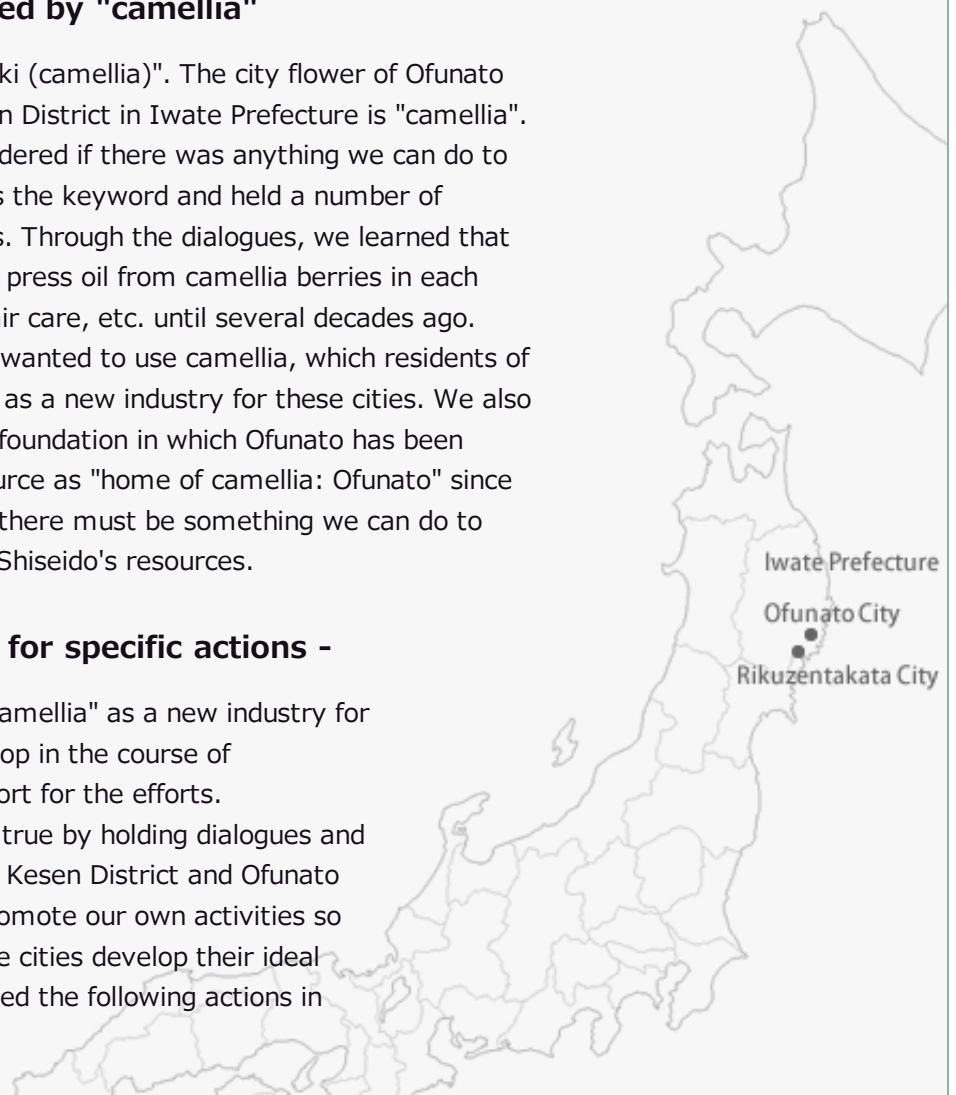 ed by "camellia"
ki (camellia)". The city flower of Ofunato
n District in Iwate Prefecture is "camellia".
dered if there was anything we can do to
s the keyword and held a number of
s. Through the dialogues, we learned that
press oil from camellia berries in each
ir care, etc. until several decades ago.
wanted to use camellia, which residents of
as a new industry for these cities. We also
foundation in which Ofunato has been
urce as "home of camellia: Ofunato" since
there must be something we can do to
Shiseido's resources.
for specific actions -
amellia" as a new industry for
op in the course of
ort for the efforts.
true by holding dialogues and
Kesen District and Ofunato
omote our own activities so
e cities develop their ideal
ed the following actions in
Iwate Prefecture
Ofunato City
Rikuzentakata City